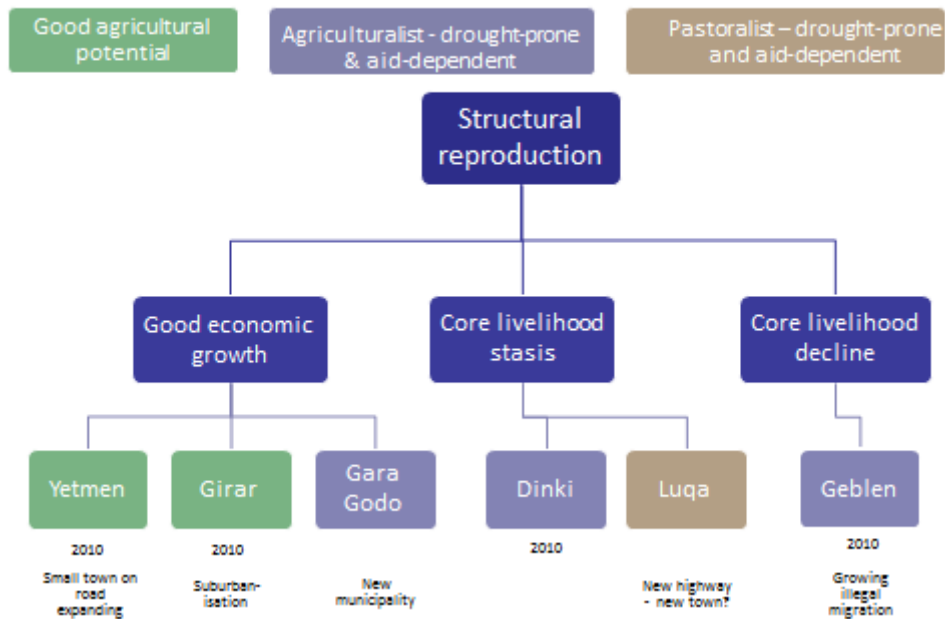 Good agricultural
potential
Agriculturalist - drought-prone
& aid-dependent
Pastoralist – drought-prone
and aid-dependent
Structural
reproduction
Good economic
growth
Core livelihood
stasis
Core livelihood
decline
Yetmen
Girar
Gara
Godo
Dinki
Luqa
Geblen
2010
2010
2010
2010
Small town on
road
expanding
Suburban-
isation
New
municipality
New highway
- new town?
Growing
illegal
migration